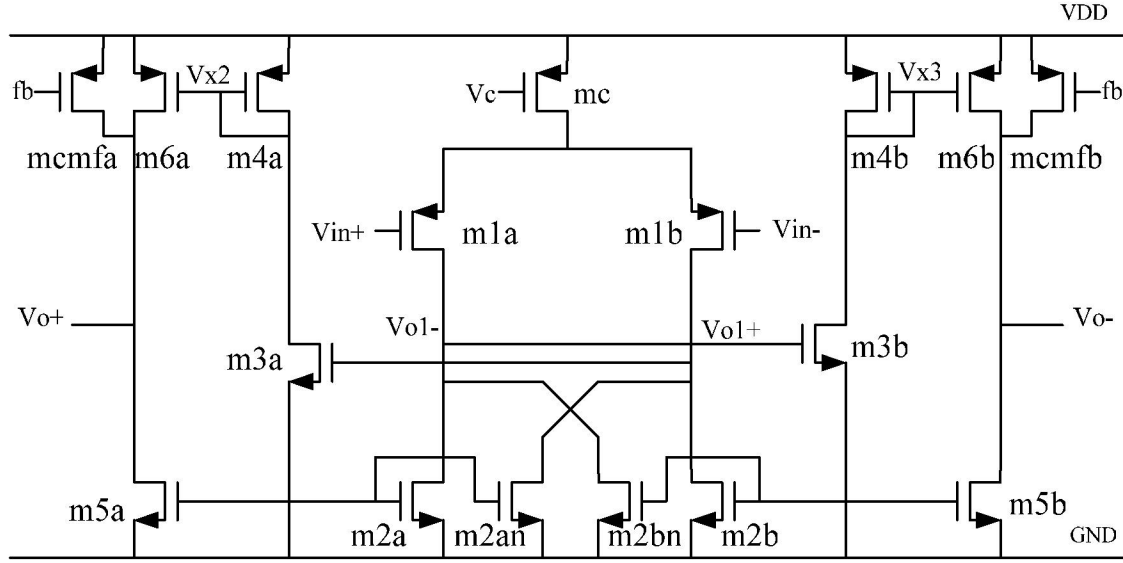 VDD
fb
Vx2
Vc
mc
Vx3
fb
mcmfa
m6a
m4a
m4b
m6b
mcmfb
Vin+
m1a
m1b
Vin-
Vo+
Vo1-
Vo1+
Vo-
m3a
m3b
m5a
m2a
m2an
m2bn
m2b
m5b
GND